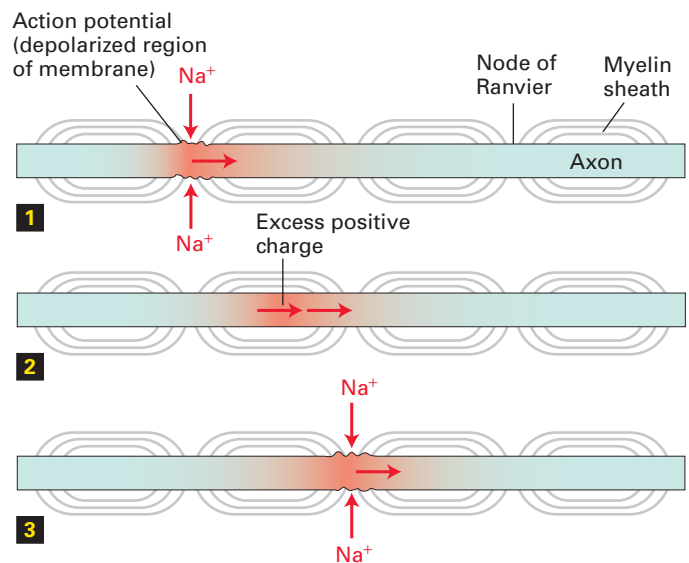 Action potential
(depolarized region
of membrane)
Na⁺
Node of
Ranvier
Myelin
sheath
Axon
1
Na⁺
Excess positive
charge
2
Na⁺
3
Na⁺